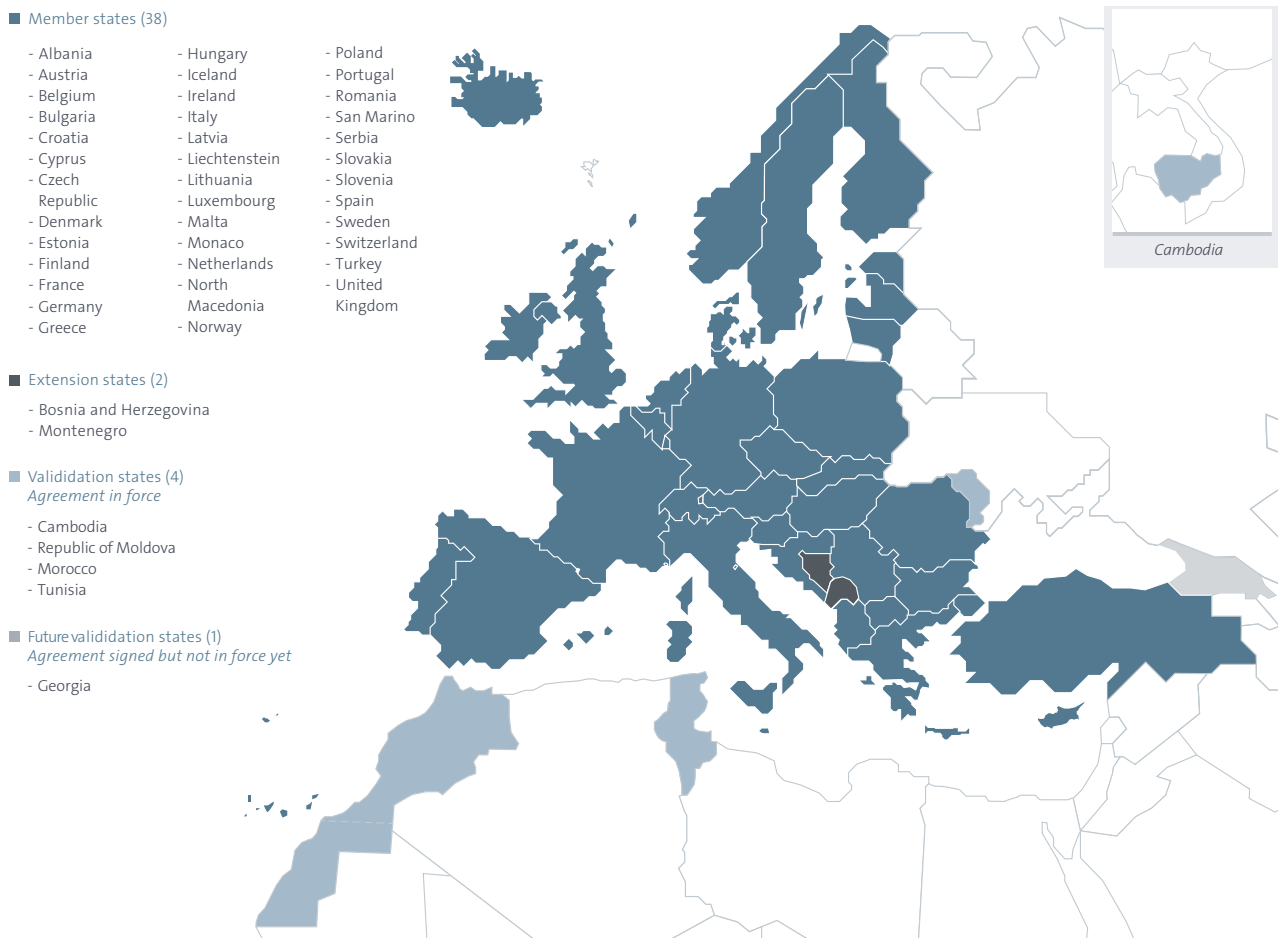 Member states (38)
- Albania
- Austria
- Belgium
- Bulgaria
- Croatia
- Cyprus
- Czech
Republic
- Denmark
- Estonia
- Finland
- France
- Germany
- Greece
- Hungary
- Iceland
- Ireland
- Italy
- Latvia
- Liechtenstein
- Lithuania
- Luxembourg
- Malta
- Monaco
- Netherlands
- North
Macedonia
- Norway
- Poland
- Portugal
- Romania
- San Marino
- Serbia
- Slovakia
- Slovenia
- Spain
- Sweden
- Switzerland
- Turkey
- United
Kingdom
Extension states (2)
- Bosnia and Herzegovina
- Montenegro
Valididation states (4)
Agreement in force
- Cambodia
- Republic of Moldova
- Morocco
- Tunisia
Future valididation states (1)
Agreement signed but not in force yet
- Georgia
Cambodia